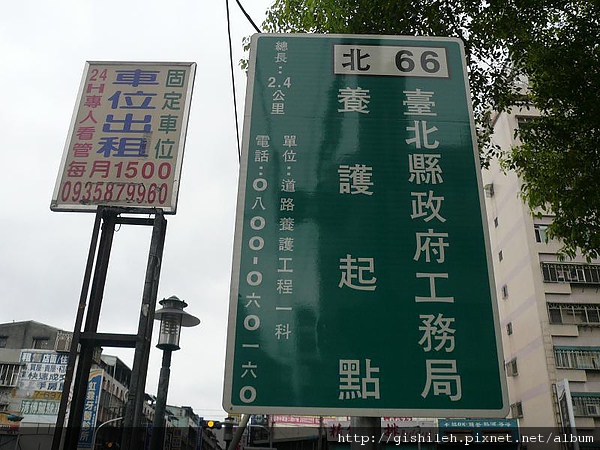 北 66
臺北縣政府工務局
養護起點
總長：2.4公里
單位：道路養護工程一科
電話：０八００-０六０一六０
固定車位
車位出租
24H專人看管
每月1500
0935879960
http://gishileh.pixnet.net/album